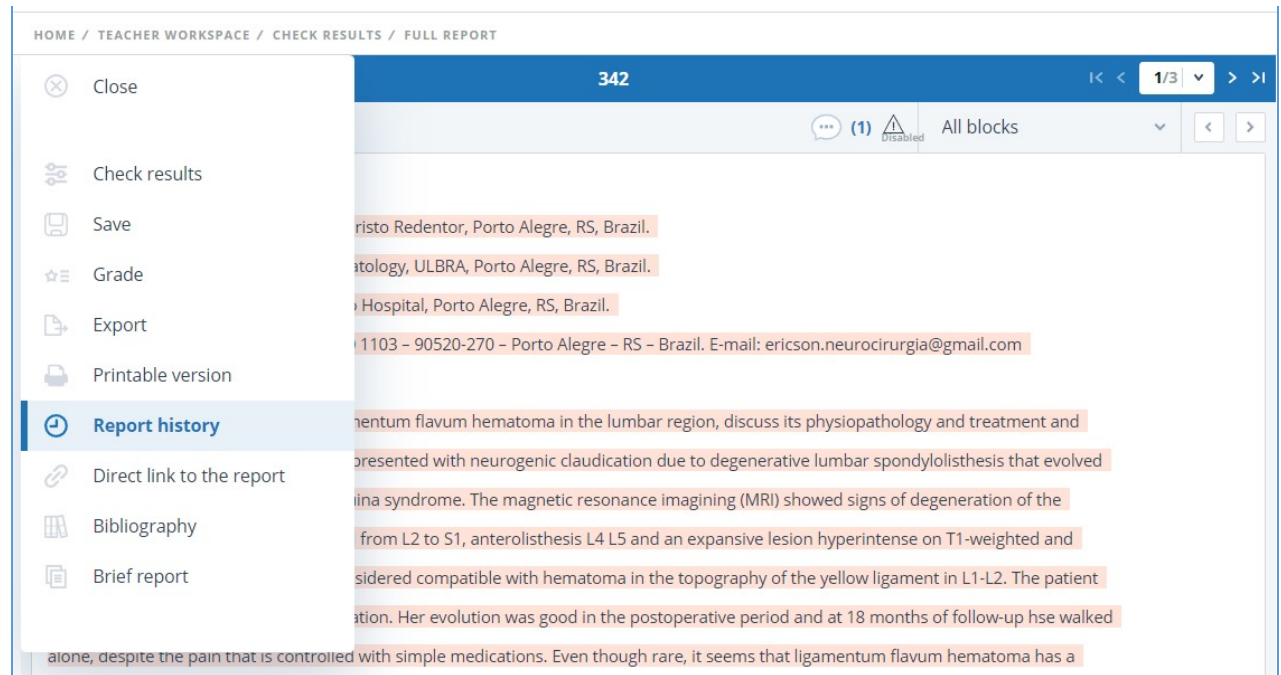 HOME / TEACHER WORKSPACE / CHECK RESULTS / FULL REPORT
Close
342
1/3
(1)
Disabled
All blocks
Check results
Save
Grade
Export
Printable version
Report history
Direct link to the report
Bibliography
Brief report
risto Redentor, Porto Alegre, RS, Brazil.
atology, ULBRA, Porto Alegre, RS, Brazil.
Hospital, Porto Alegre, RS, Brazil.
1103 – 90520-270 – Porto Alegre – RS – Brazil. E-mail: ericson.neurocirurgia@gmail.com
mentum flavum hematoma in the lumbar region, discuss its physiopathology and treatment and
presented with neurogenic claudication due to degenerative lumbar spondylolisthesis that evolved
ina syndrome. The magnetic resonance imagining (MRI) showed signs of degeneration of the
from L2 to S1, anterolisthesis L4 L5 and an expansive lesion hyperintense on T1-weighted and
sidered compatible with hematoma in the topography of the yellow ligament in L1-L2. The patient
ation. Her evolution was good in the postoperative period and at 18 months of follow-up hse walked
alone, despite the pain that is controlled with simple medications. Even though rare, it seems that ligamentum flavum hematoma has a